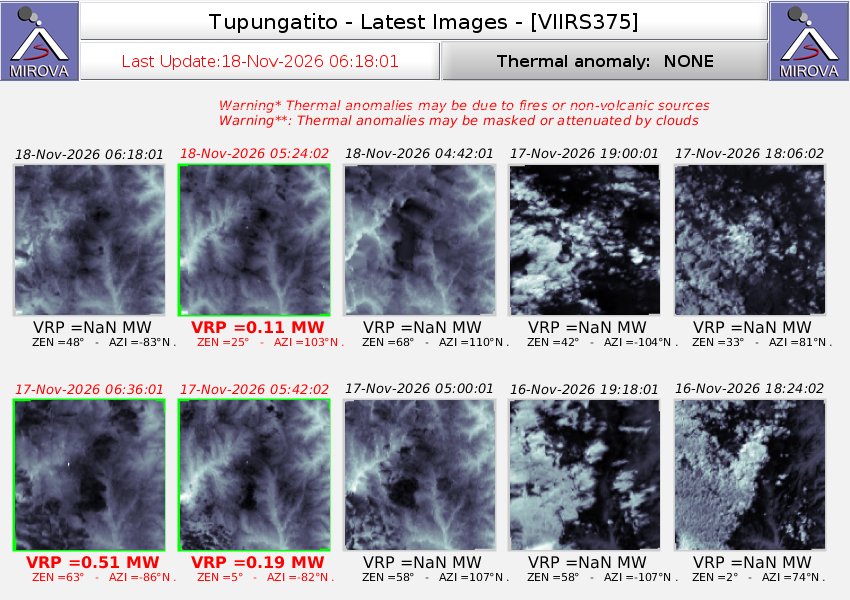 MIROVA
Tupungatito - Latest Images - [VIIRS375]
MIROVA
Last Update:18-Nov-2026 06:18:01
Thermal anomaly: NONE
Warning* Thermal anomalies may be due to fires or non-volcanic sources
Warning**: Thermal anomalies may be masked or attenuated by clouds
18-Nov-2026 06:18:01 18-Nov-2026 05:24:02 18-Nov-2026 04:42:01 17-Nov-2026 19:00:01 17-Nov-2026 18:06:02
VRP =NaN MW VRP =0.11 MW VRP =NaN MW VRP =NaN MW VRP =NaN MW
ZEN =48° - AZI =-83°N . ZEN =25° - AZI =103°N . ZEN =68° - AZI =110°N . ZEN =42° - AZI =-104°N . ZEN =33° - AZI =81°N .
17-Nov-2026 06:36:01 17-Nov-2026 05:42:02 17-Nov-2026 05:00:01 16-Nov-2026 19:18:01 16-Nov-2026 18:24:02
VRP =0.51 MW VRP =0.19 MW VRP =NaN MW VRP =NaN MW VRP =NaN MW
ZEN =63° - AZI =-86°N . ZEN =5° - AZI =-82°N . ZEN =58° - AZI =107°N . ZEN =58° - AZI =-107°N . ZEN =2° - AZI =74°N .